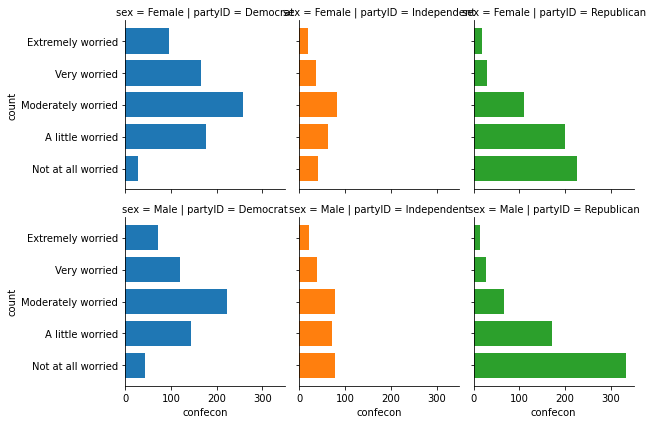 sex = Female | partyID = Democrat
sex = Female | partyID = Independent
sex = Female | partyID = Republican
count
Extremely worried
Very worried
Moderately worried
A little worried
Not at all worried
sex = Male | partyID = Democrat
sex = Male | partyID = Independent
sex = Male | partyID = Republican
count
Extremely worried
Very worried
Moderately worried
A little worried
Not at all worried
0 100 200 300
0 100 200 300
0 100 200 300
confecon
confecon
confecon